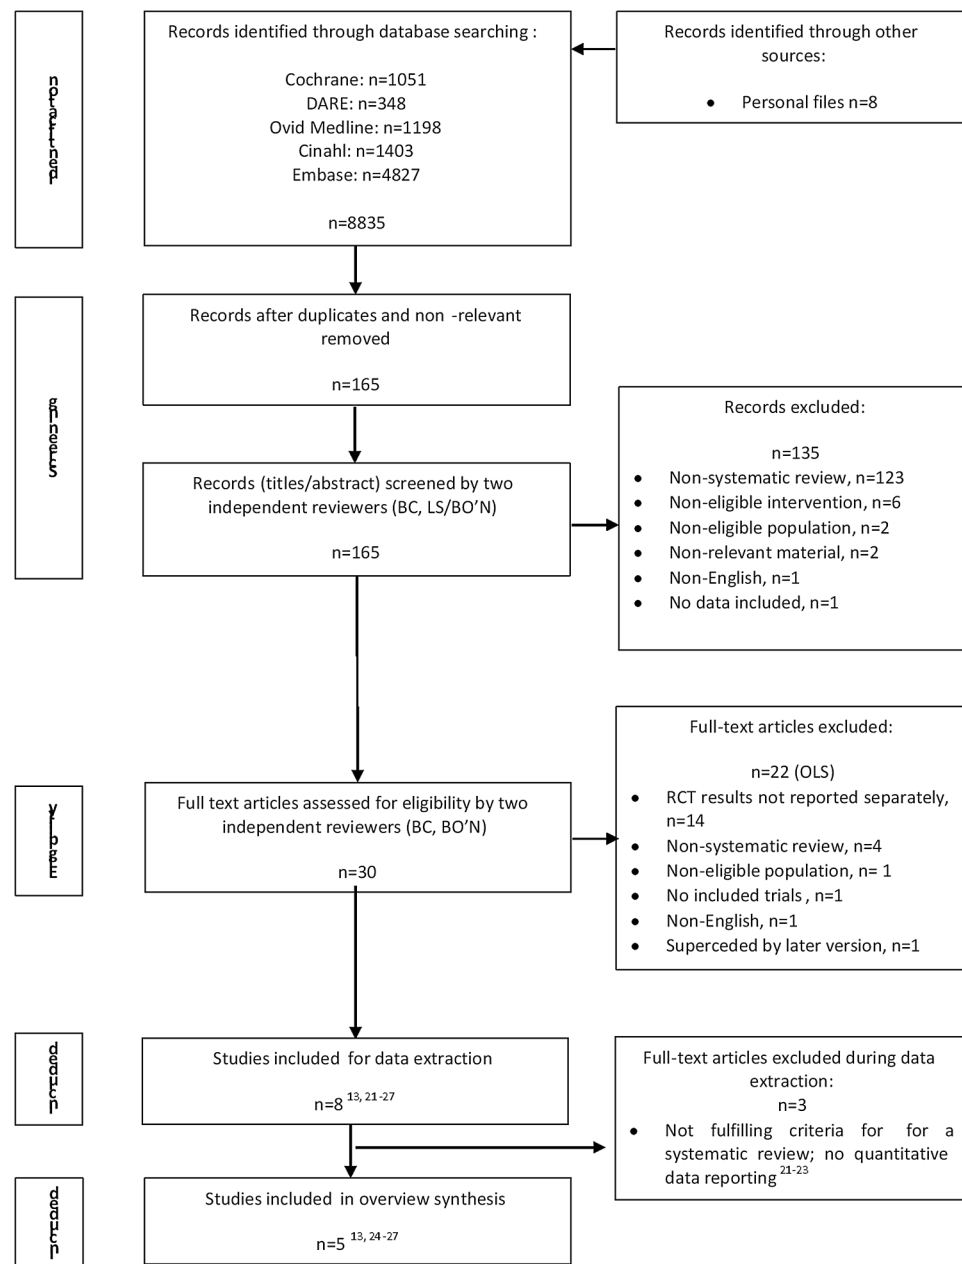 Identification
Records identified through database searching :
Cochrane: n=1051
DARE: n=348
Ovid Medline: n=1198
Cinahl: n=1403
Embase: n=4827
n=8835
Records identified through other
sources:
• Personal files n=8
Screening
Records after duplicates and non -relevant
removed
n=165
Records (titles/abstract) screened by two
independent reviewers (BC, LS/BO’N)
n=165
Records excluded:
n=135
• Non-systematic review, n=123
• Non-eligible intervention, n=6
• Non-eligible population, n=2
• Non-relevant material, n=2
• Non-English, n=1
• No data included, n=1
Eligibility
Full text articles assessed for eligibility by two
independent reviewers (BC, BO’N)
n=30
Full-text articles excluded:
n=22 (OLS)
• RCT results not reported separately,
n=14
• Non-systematic review, n=4
• Non-eligible population, n= 1
• No included trials , n=1
• Non-English, n=1
• Superceded by later version, n=1
Included
Studies included for data extraction
n=8 13, 21-27
Full-text articles excluded during data
extraction:
n=3
• Not fulfilling criteria for for a
systematic review; no quantitative
data reporting 21-23
Included
Studies included in overview synthesis
n=5 13, 24-27